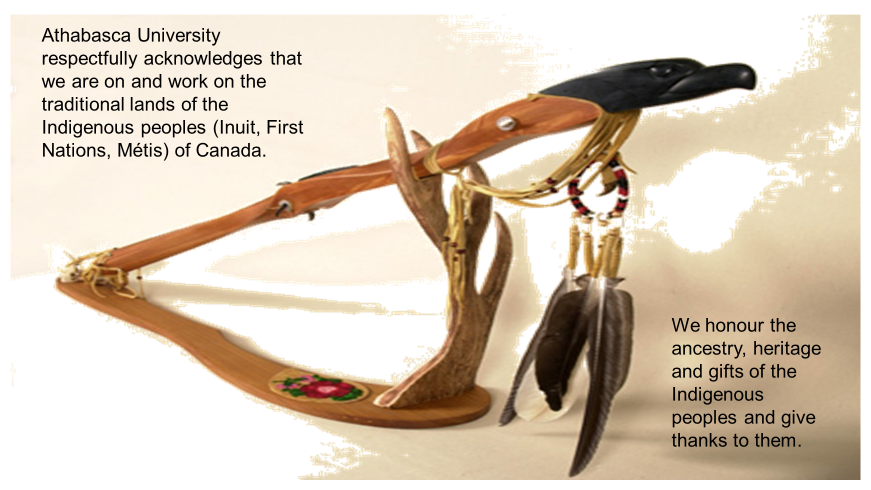 Athabasca University
respectfully acknowledges that
we are on and work on the
traditional lands of the
Indigenous peoples (Inuit, First
Nations, Métis) of Canada.
We honour the
ancestry, heritage
and gifts of the
Indigenous
peoples and give
thanks to them.